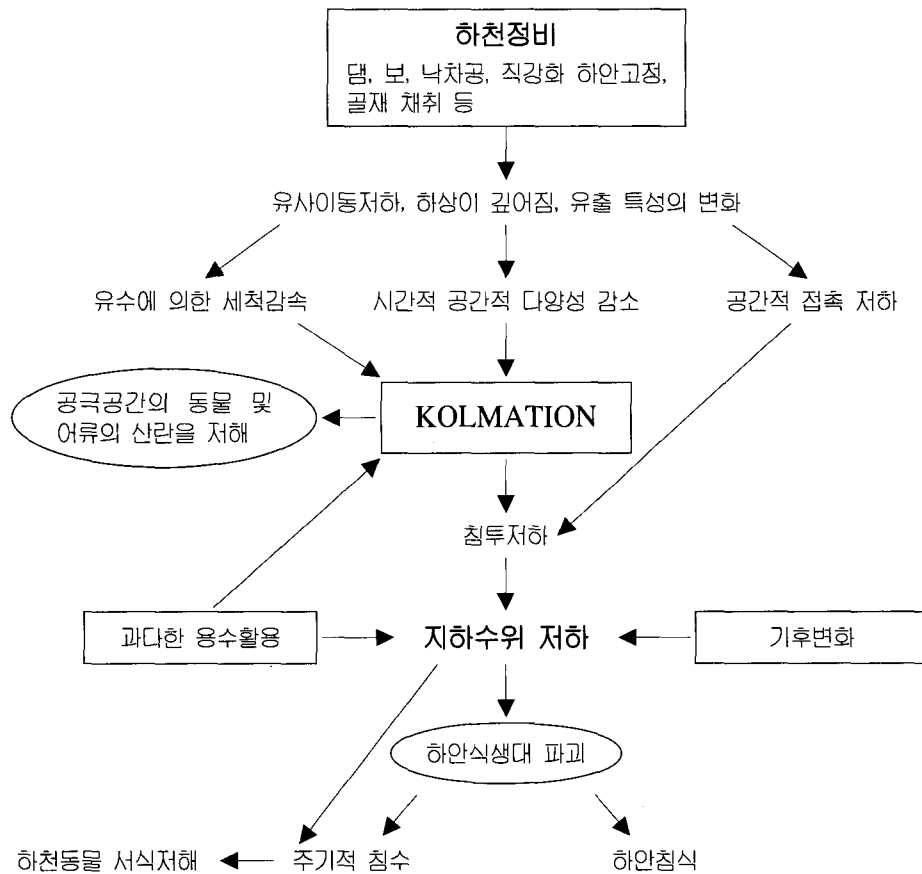 하천정비
댐, 보, 낙차공, 직강화 하안고정,
골재 채취 등
유사이동저하, 하상이 깊어짐, 유출 특성의 변화
유수에 의한 세척감속
시간적 공간적 다양성 감소
공간적 접촉 저하
공극공간의 동물 및
어류의 산란을 저해
KOLMATION
침투저하
과다한 용수활용
지하수위 저하
기후변화
하안식생대 파괴
하천동물 서식저해
주기적 침수
하안침식